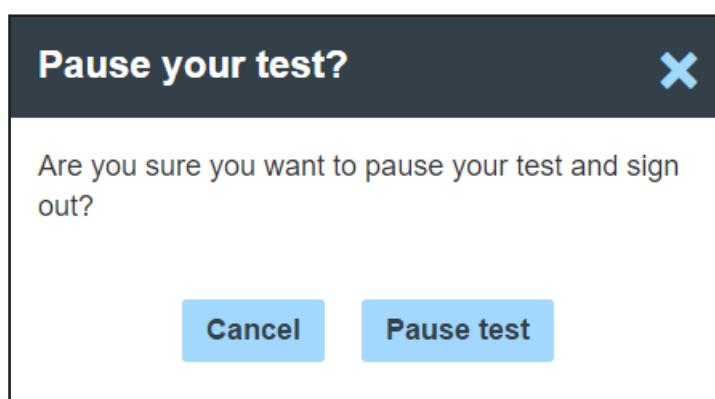 Pause your test?
Are you sure you want to pause your test and sign
out?
Cancel
Pause test